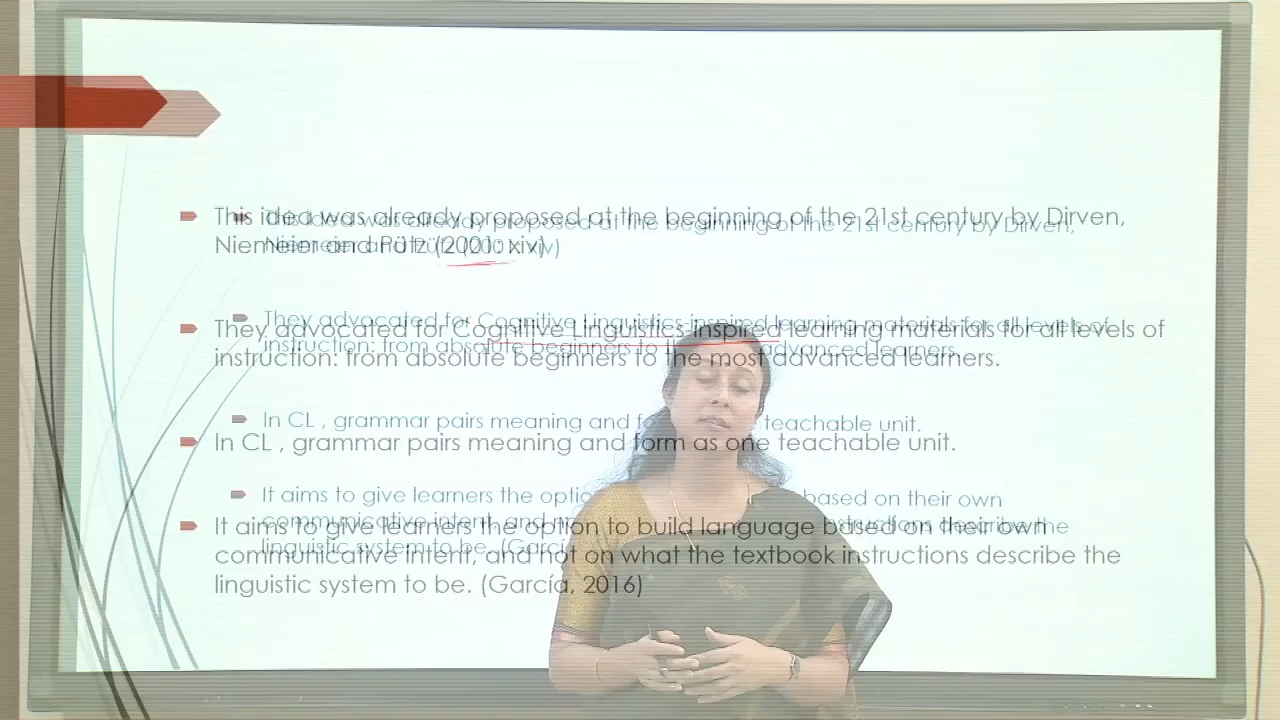 This idea was already proposed at the beginning of the 21st century by Dirven,
Niemeier and Pütz (2001: xiv)
They advocated for Cognitive Linguistics-inspired learning materials for all levels of
instruction: from absolute beginners to the most advanced learners.
In CL , grammar pairs meaning and form as one teachable unit.
It aims to give learners the option to build language based on their own
communicative intent, and not on what the textbook instructions describe the
linguistic system to be. (García, 2016)